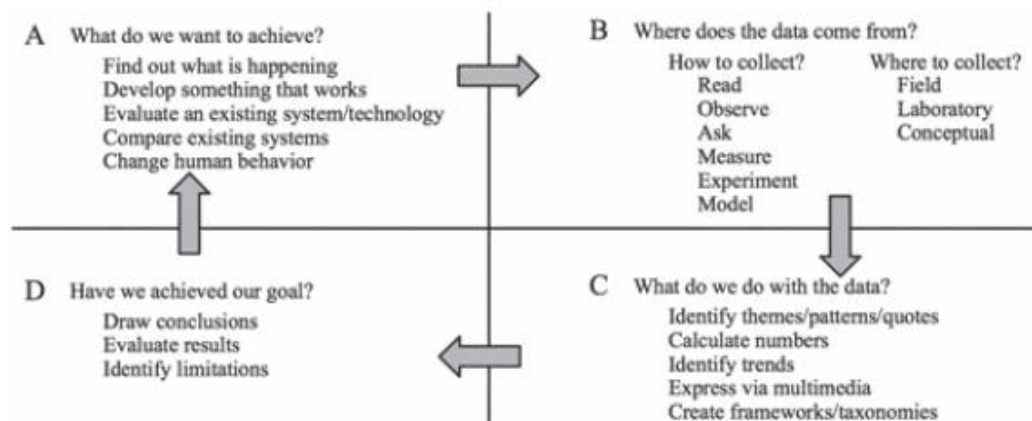 A What do we want to achieve?
Find out what is happening
Develop something that works
Evaluate an existing system/technology
Compare existing systems
Change human behavior
B Where does the data come from?
How to collect?
Read
Observe
Ask
Measure
Experiment
Model
Where to collect?
Field
Laboratory
Conceptual
C What do we do with the data?
Identify themes/patterns/quotes
Calculate numbers
Identify trends
Express via multimedia
Create frameworks/taxonomies
D Have we achieved our goal?
Draw conclusions
Evaluate results
Identify limitations